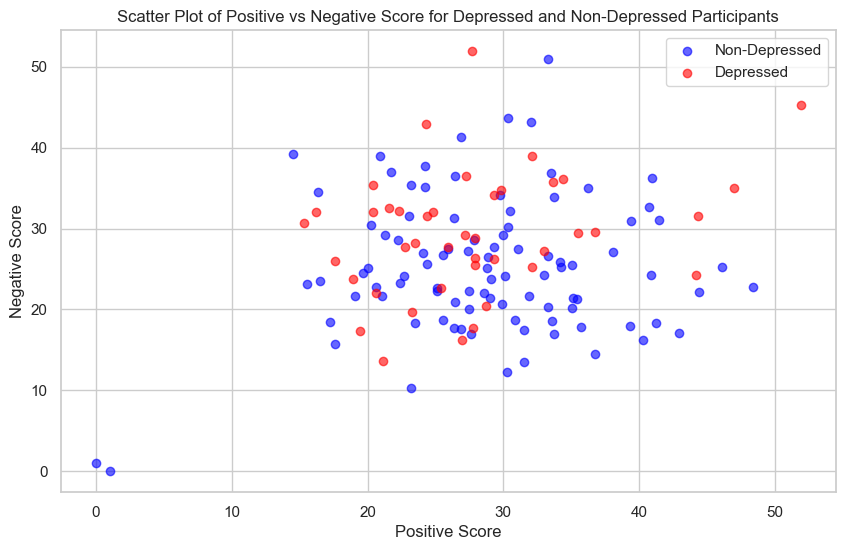 Scatter Plot of Positive vs Negative Score for Depressed and Non-Depressed Participants
Non-Depressed
Depressed
Negative Score
50
40
30
20
10
0
0 10 20 30 40 50
Positive Score